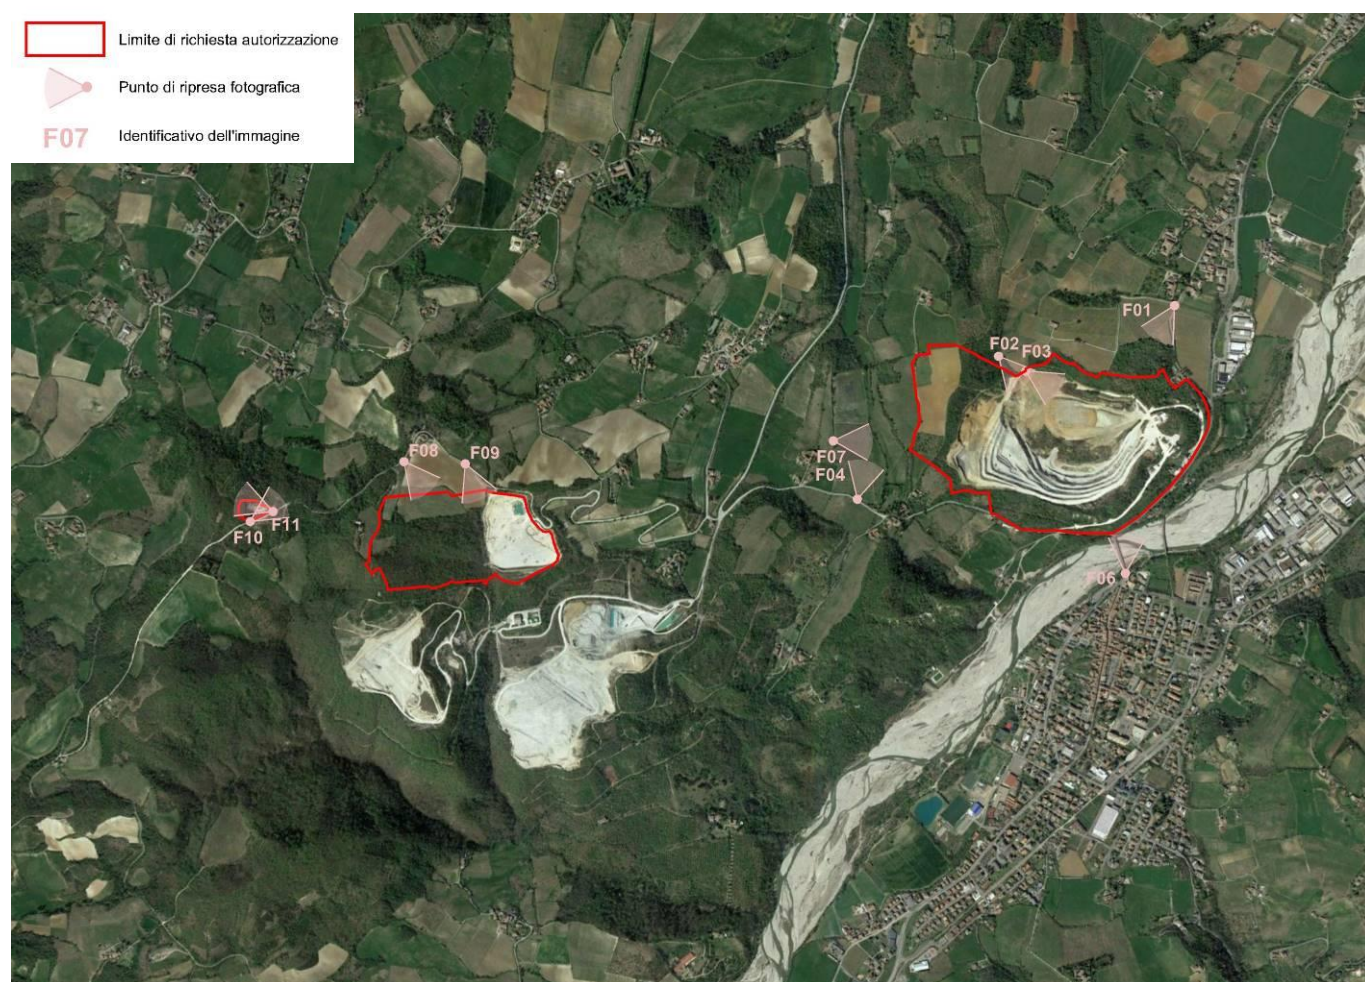 Limite di richiesta autorizzazione
Punto di ripresa fotografica
F07 Identificativo dell'immagine
F01
F02 F03
F07
F04
F08 F09
F11
F10
F06